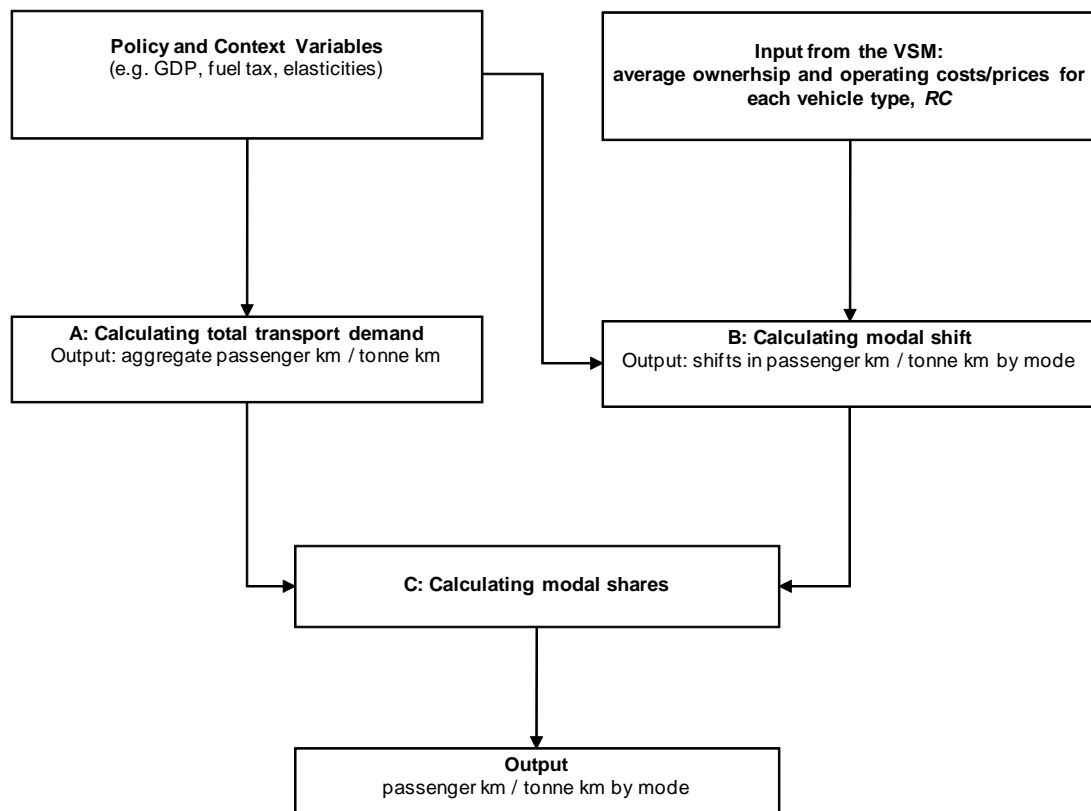 Policy and Context Variables
(e.g. GDP, fuel tax, elasticities)
Input from the VSM:
average ownerhsip and operating costs/prices for
each vehicle type, RC
A: Calculating total transport demand
Output: aggregate passenger km / tonne km
B: Calculating modal shift
Output: shifts in passenger km / tonne km by mode
C: Calculating modal shares
Output
passenger km / tonne km by mode